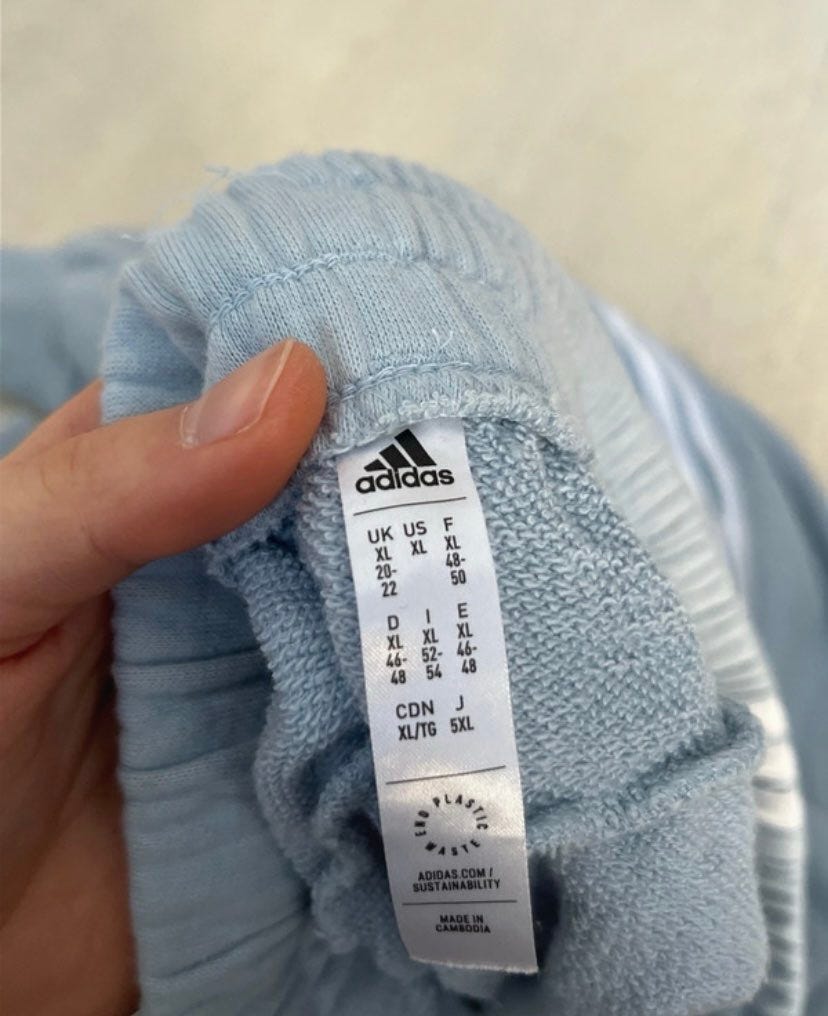 adidas
UK US F
XL XL XL
20- 48-
22 50
D I E
XL XL XL
46- 52- 46-
48 54 48
CDN J
XL/TG 5XL
END PLASTIC WASTE
ADIDAS.COM/
SUSTAINABILITY
MADE IN
CAMBODIA